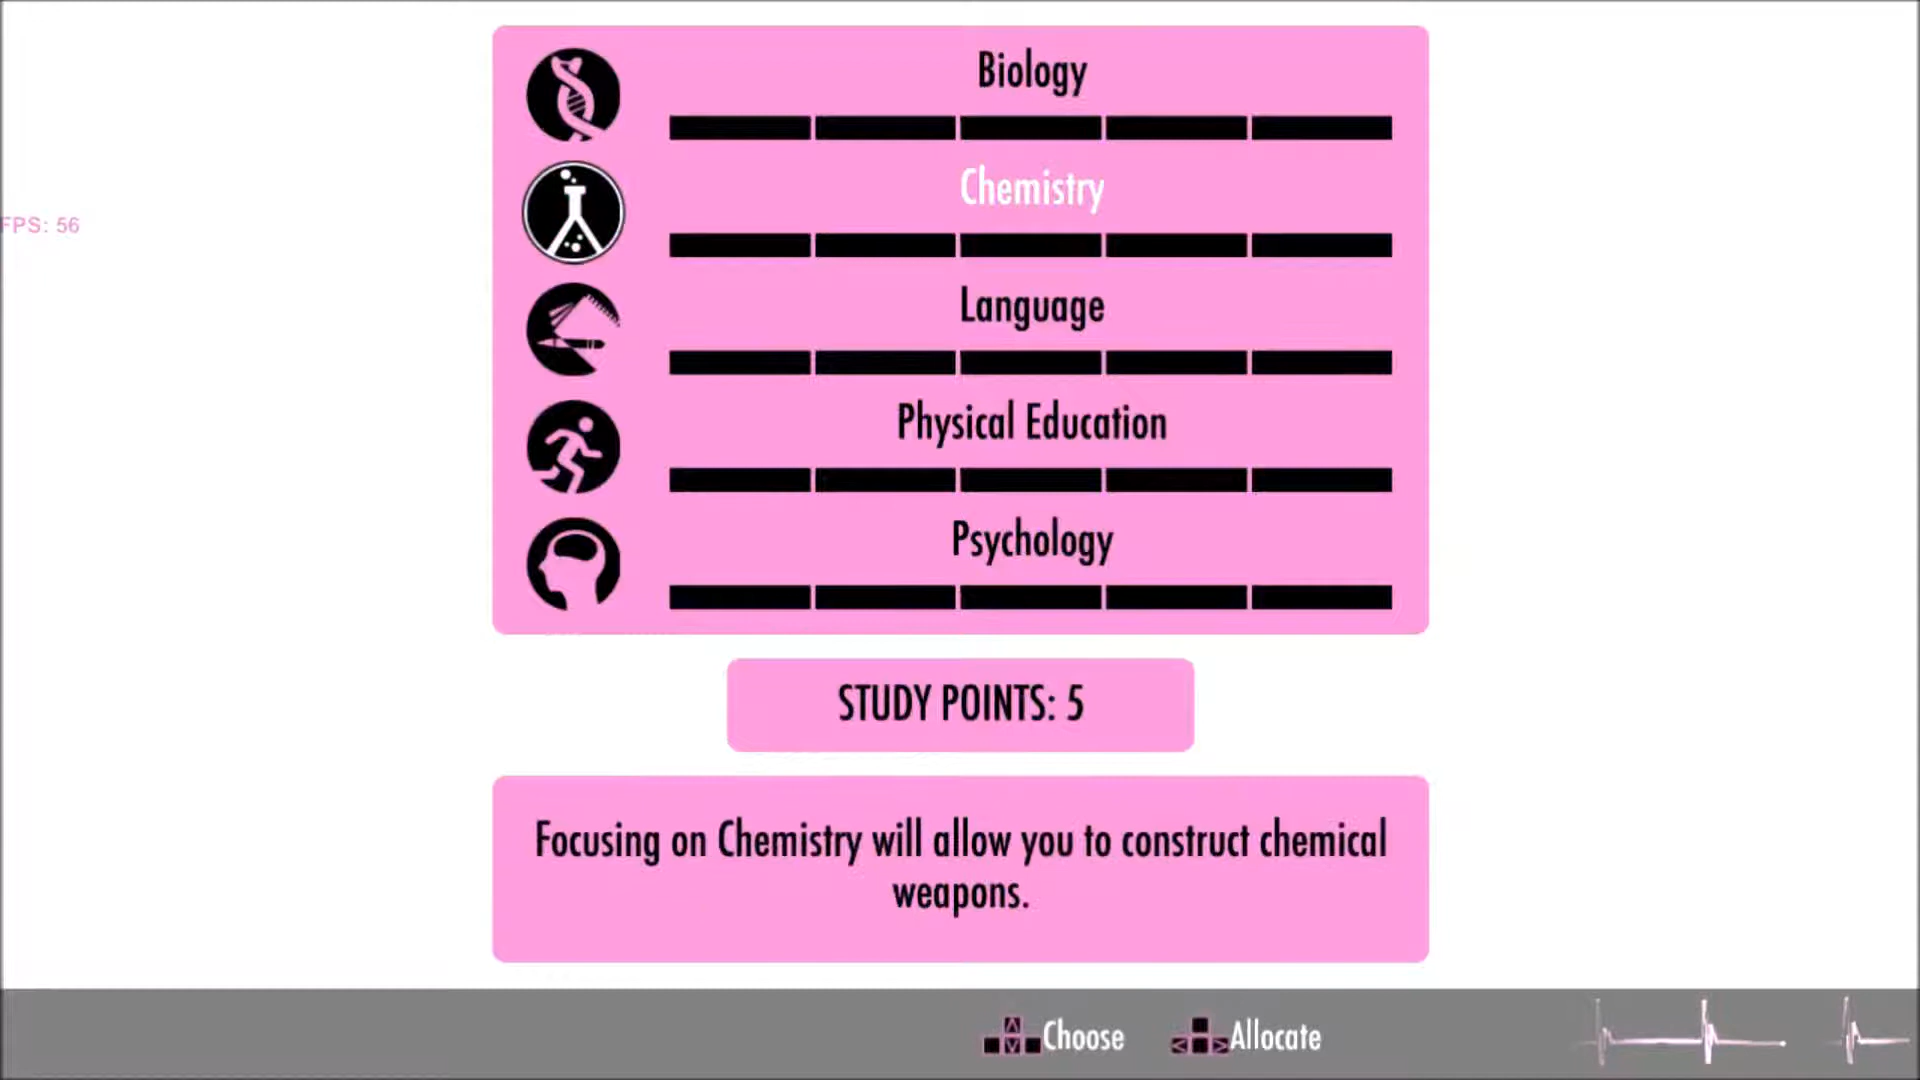 Biology
Chemistry
FPS: 56
Language
Physical Education
Psychology
STUDY POINTS: 5
Focusing on Chemistry will allow you to construct chemical
weapons.
Choose Allocate